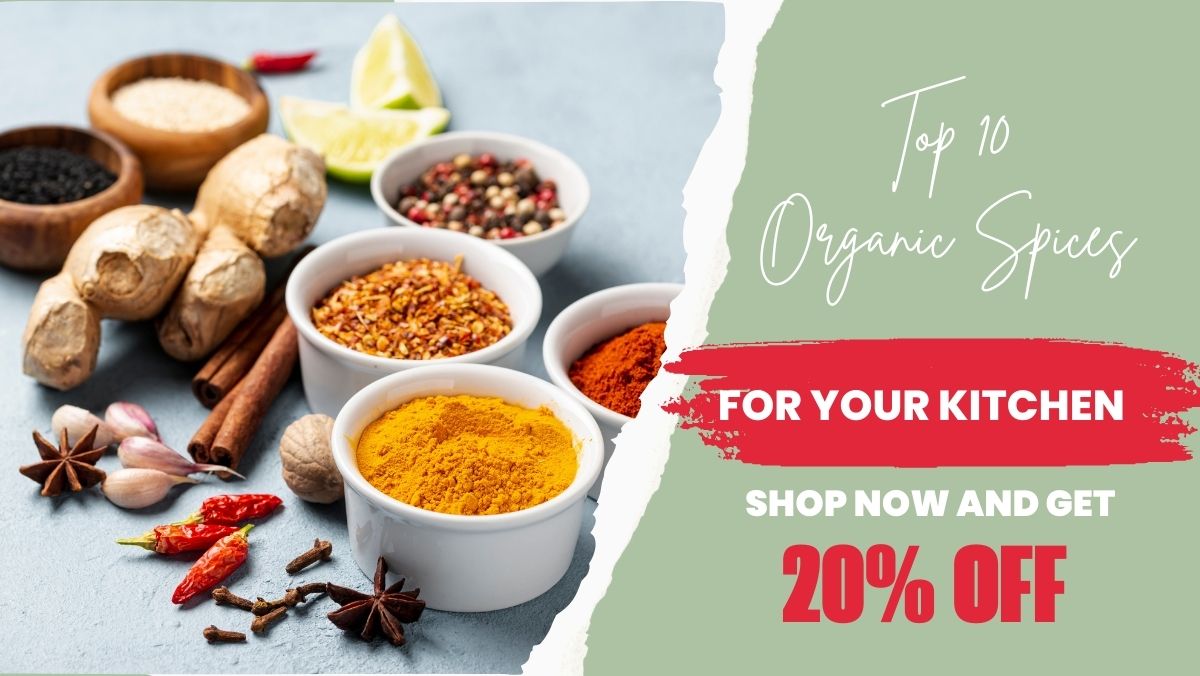 Top 10
Organic Spices
FOR YOUR KITCHEN
SHOP NOW AND GET
20% OFF